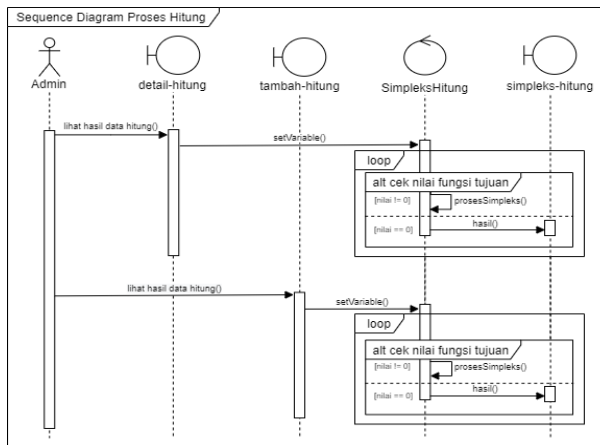 Sequence Diagram Proses Hitung
Admin
detail-hitung
tambah-hitung
SimpleksHitung
simpleks-hitung
lihat hasil data hitung()
setVariable()
loop
alt cek nilai fungsi tujuan
[nilai != 0]
prosesSimpleks()
[nilai == 0]
hasil()
lihat hasil data hitung()
setVariable()
loop
alt cek nilai fungsi tujuan
[nilai != 0]
prosesSimpleks()
[nilai == 0]
hasil()